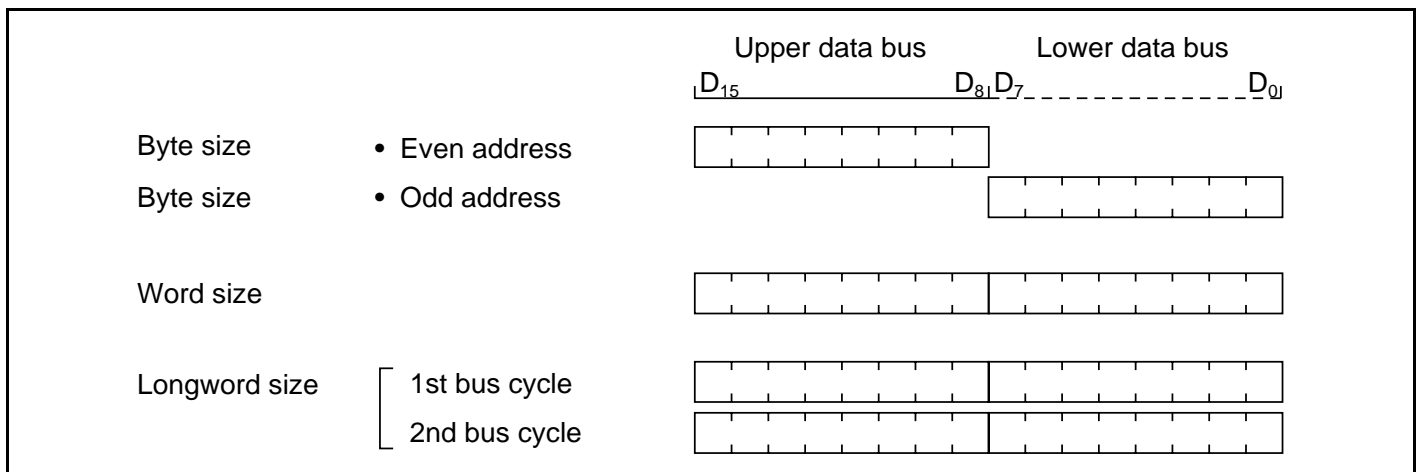 Upper data bus Lower data bus
D15 D8 D7 D0
Byte size • Even address
Byte size • Odd address
Word size
Longword size 1st bus cycle
2nd bus cycle